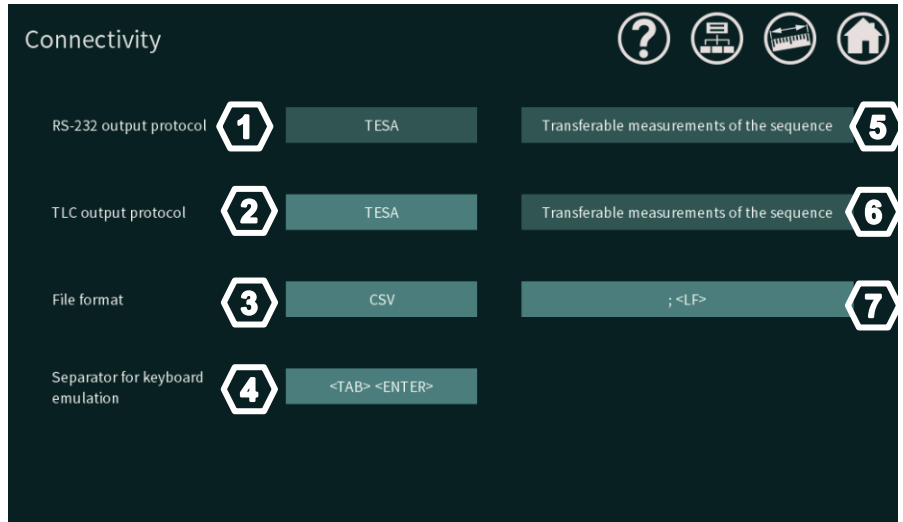 Connectivity
?
RS-232 output protocol 1 TESA Transferable measurements of the sequence 5
TLC output protocol 2 TESA Transferable measurements of the sequence 6
File format 3 CSV ; <LF> 7
Separator for keyboard
emulation 4 <TAB> <ENTER>